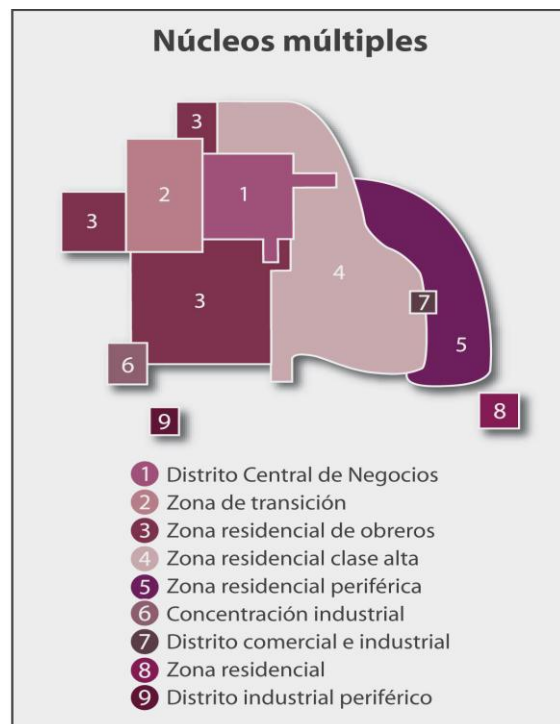 Núcleos múltiples
3
2
1
3
4
3
7
5
6
8
9
1 Distrito Central de Negocios
2 Zona de transición
3 Zona residencial de obreros
4 Zona residencial clase alta
5 Zona residencial periférica
6 Concentración industrial
7 Distrito comercial e industrial
8 Zona residencial
9 Distrito industrial periférico